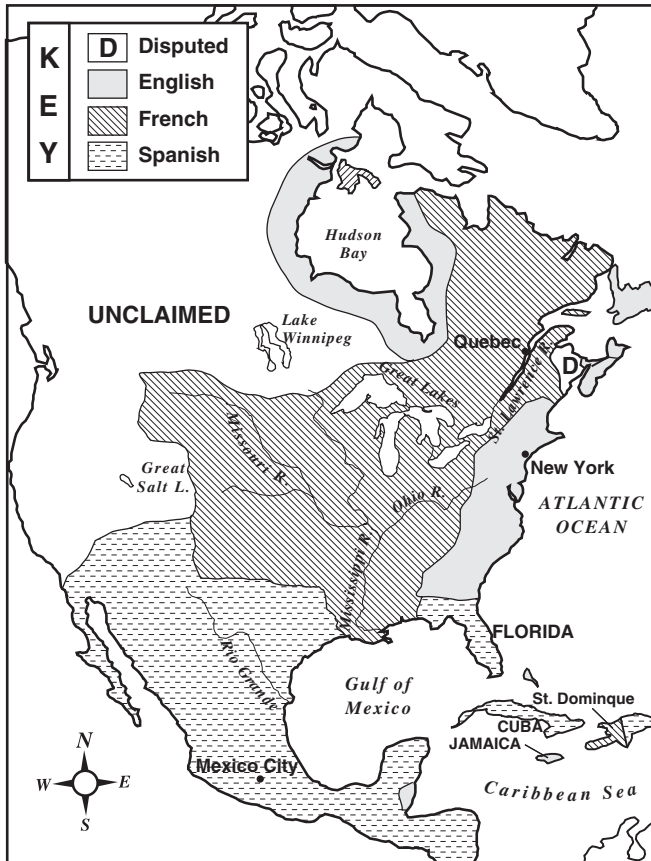 K
E
Y
D Disputed
English
French
Spanish
Hudson
Bay
UNCLAIMED
Lake
Winnipeg
Quebec
Great Lakes
St. Lawrence R.
D
Missouri R.
Great
Salt L.
New York
Ohio R.
ATLANTIC
OCEAN
Mississippi R.
FLORIDA
Rio Grande
Gulf of
Mexico
St. Dominque
CUBA
JAMAICA
Mexico City
Caribbean Sea
N
W
E
S